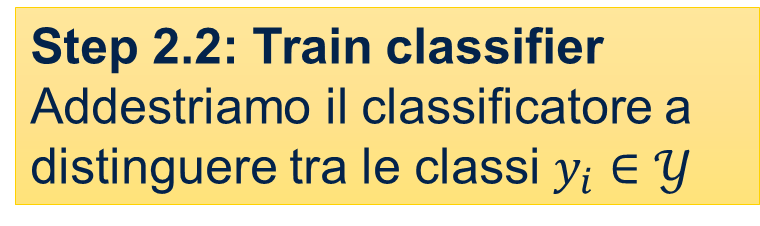 Step 2.2: Train classifier
Addestriamo il classificatore a
distinguere tra le classi 𝑦ᵢ ∈ 𝒴